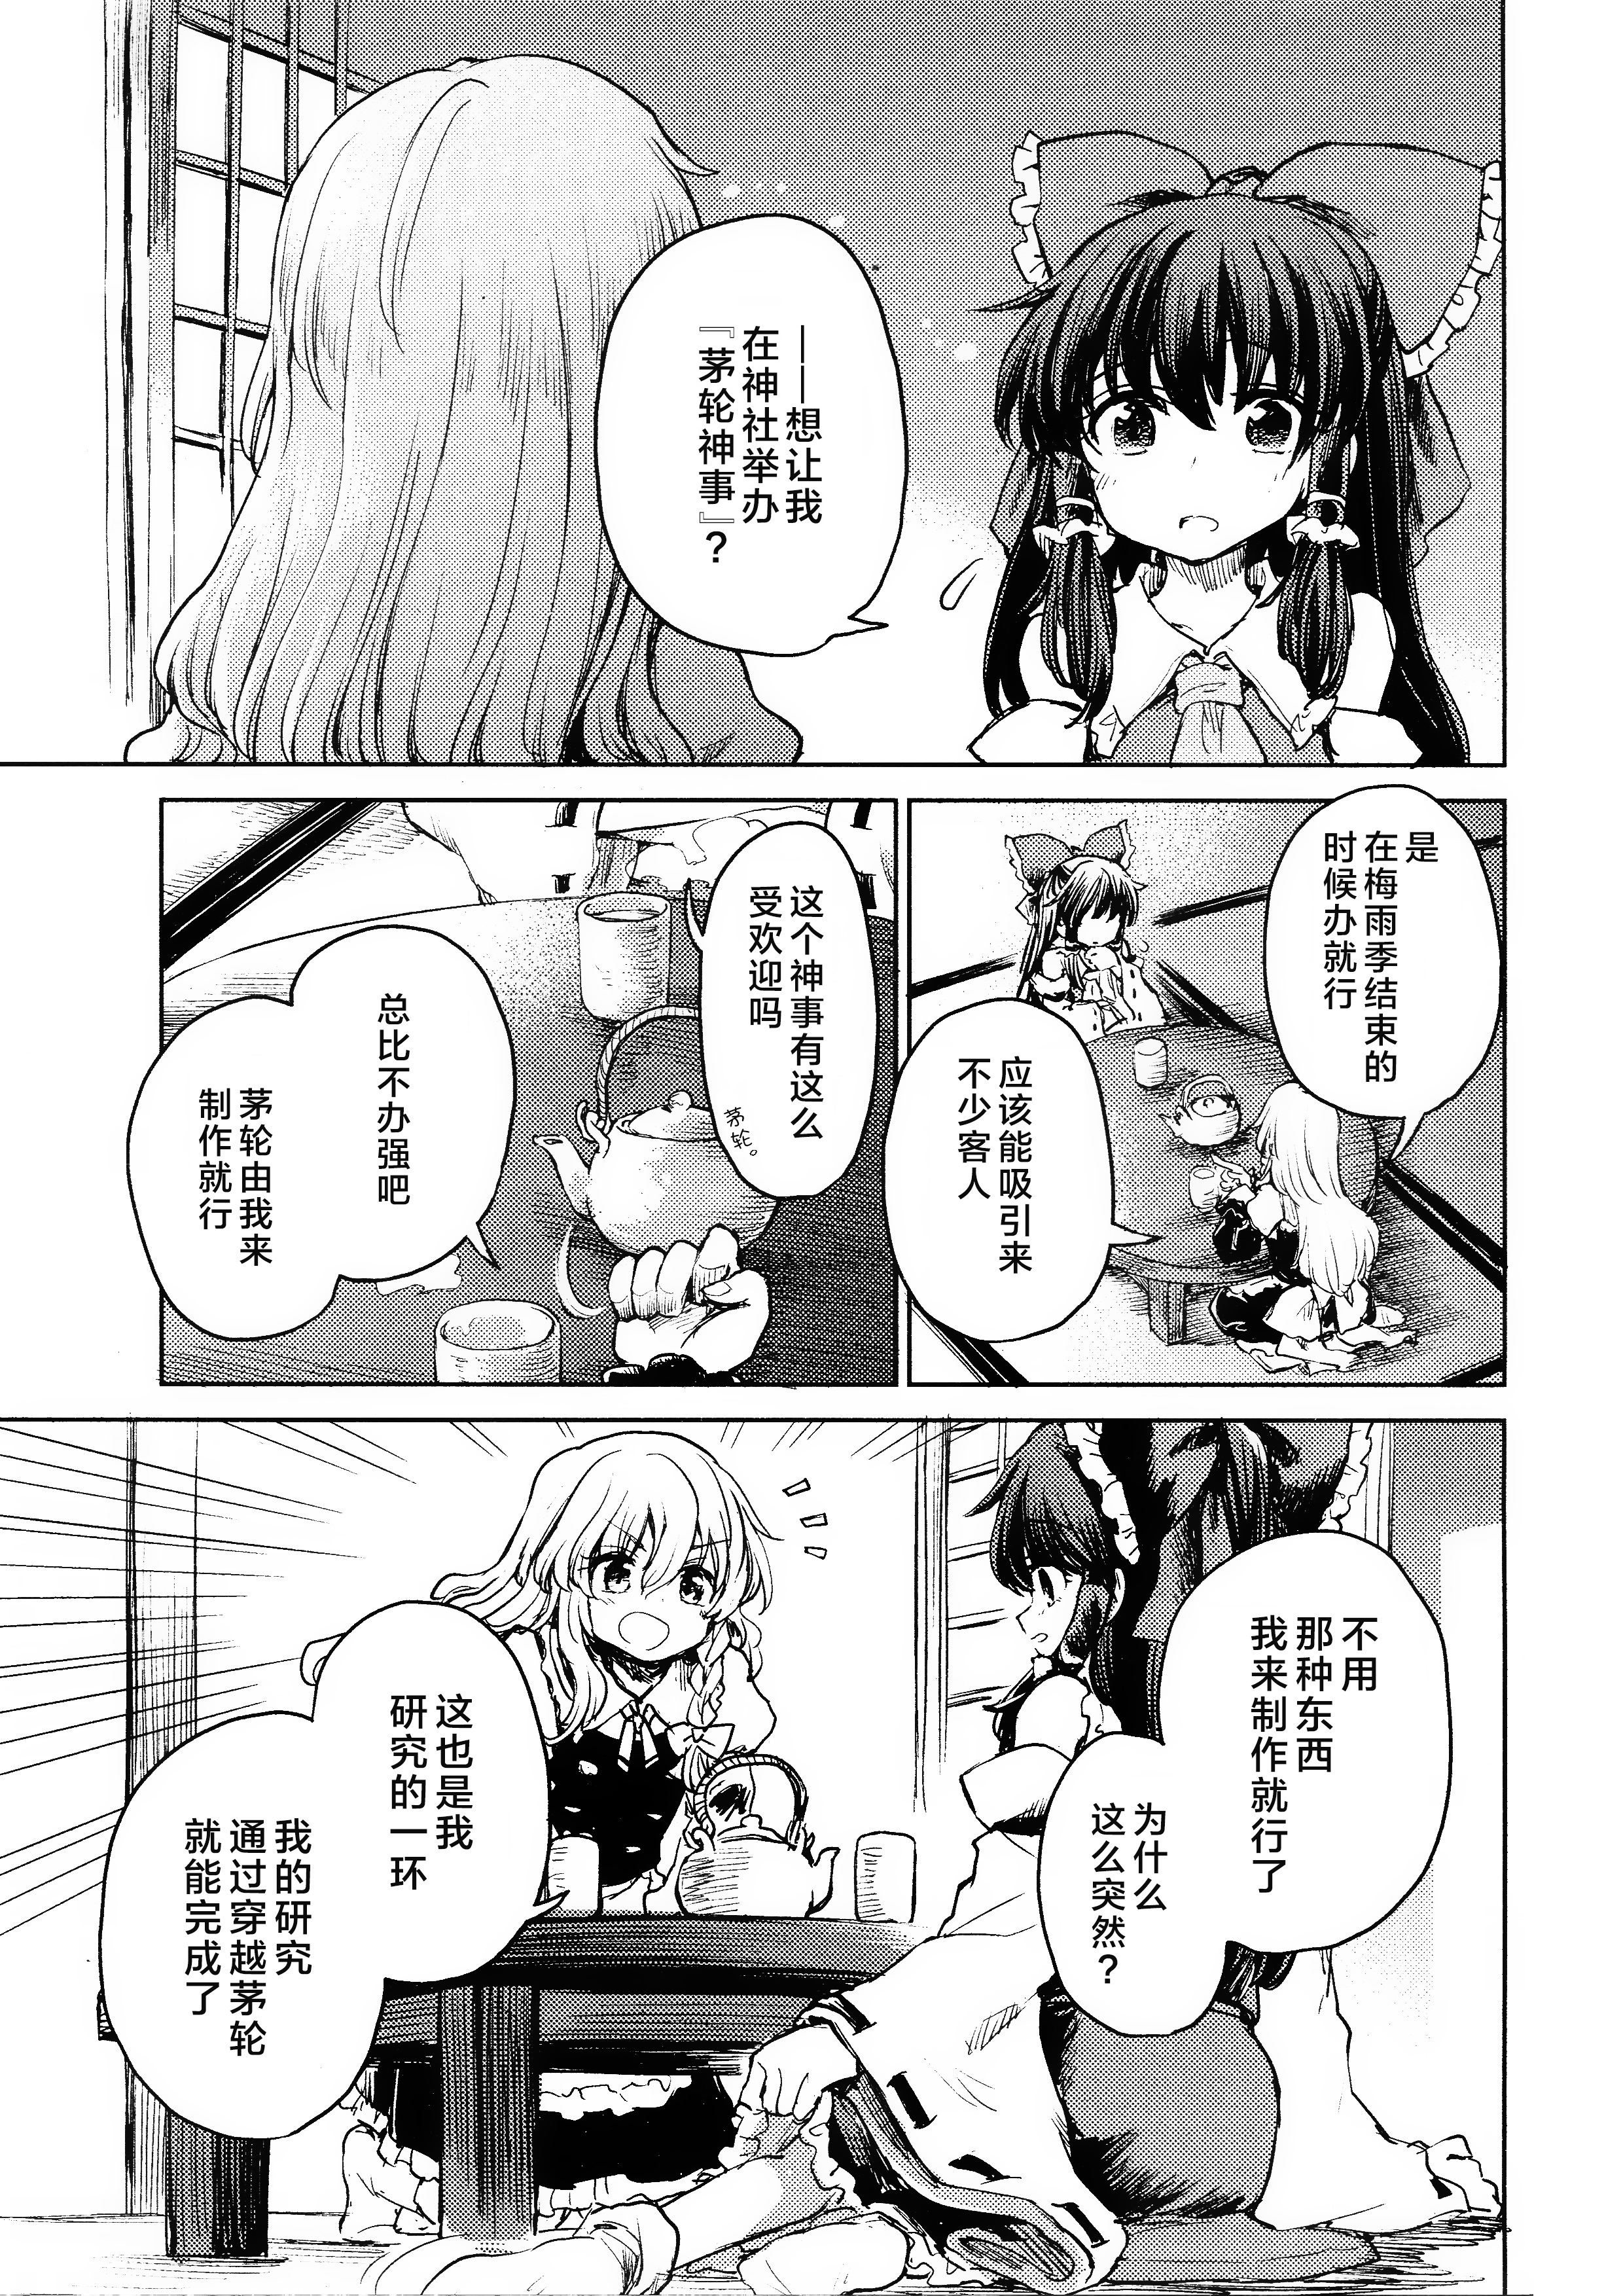 ——想让我
在神社举办
『茅轮神事』？
是
在梅雨季结束的
时候办就行
应该能吸引来
不少客人
这个神事有这么
受欢迎吗
茅轮。
总比不办强吧
茅轮由我来
制作就行
不用
那种东西
我来制作就行了
为什么
这么突然？
这也是我
研究的一环
我的研究
通过穿越茅轮
就能完成了